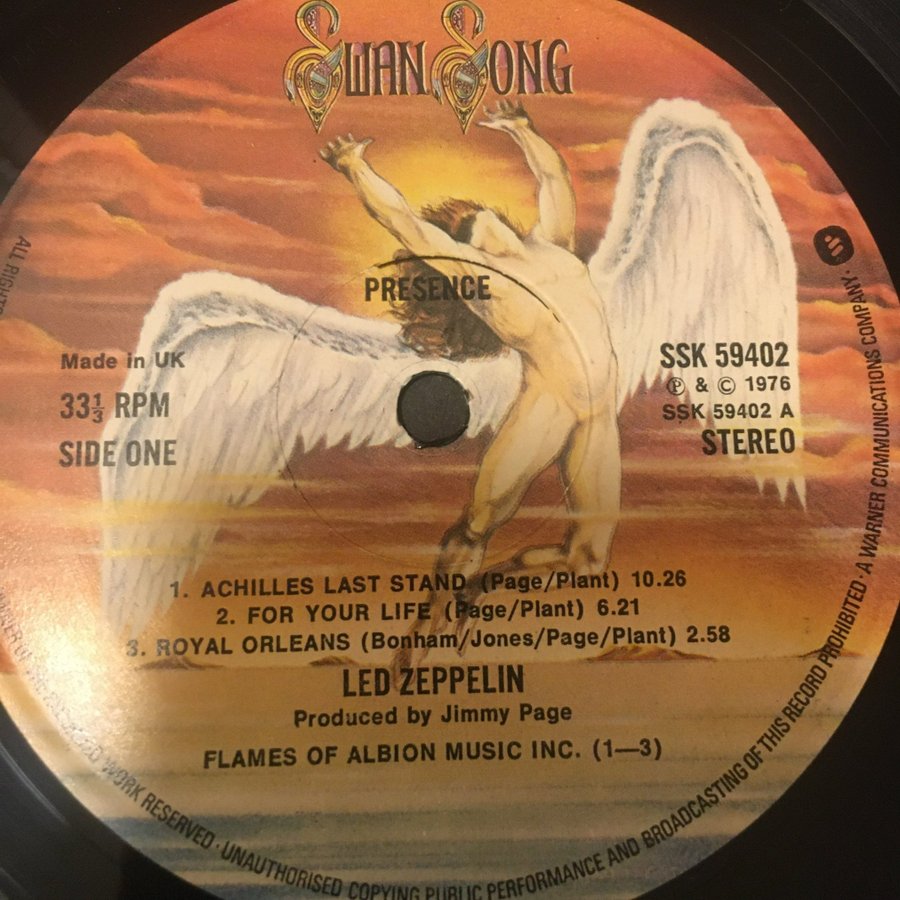 SWAN SONG
PRESENCE
Made in UK
33⅓ RPM
SIDE ONE
SSK 59402
Ⓟ & © 1976
SSK 59402 A
STEREO
1. ACHILLES LAST STAND (Page/Plant) 10.26
2. FOR YOUR LIFE (Page/Plant) 6.21
3. ROYAL ORLEANS (Bonham/Jones/Page/Plant) 2.58
LED ZEPPELIN
Produced by Jimmy Page
FLAMES OF ALBION MUSIC INC. (1—3)
ALL RIGHTS
WORK RESERVED · UNAUTHORISED COPYING PUBLIC PERFORMANCE AND BROADCASTING OF THIS RECORD PROHIBITED · A WARNER COMMUNICATIONS COMPANY ·